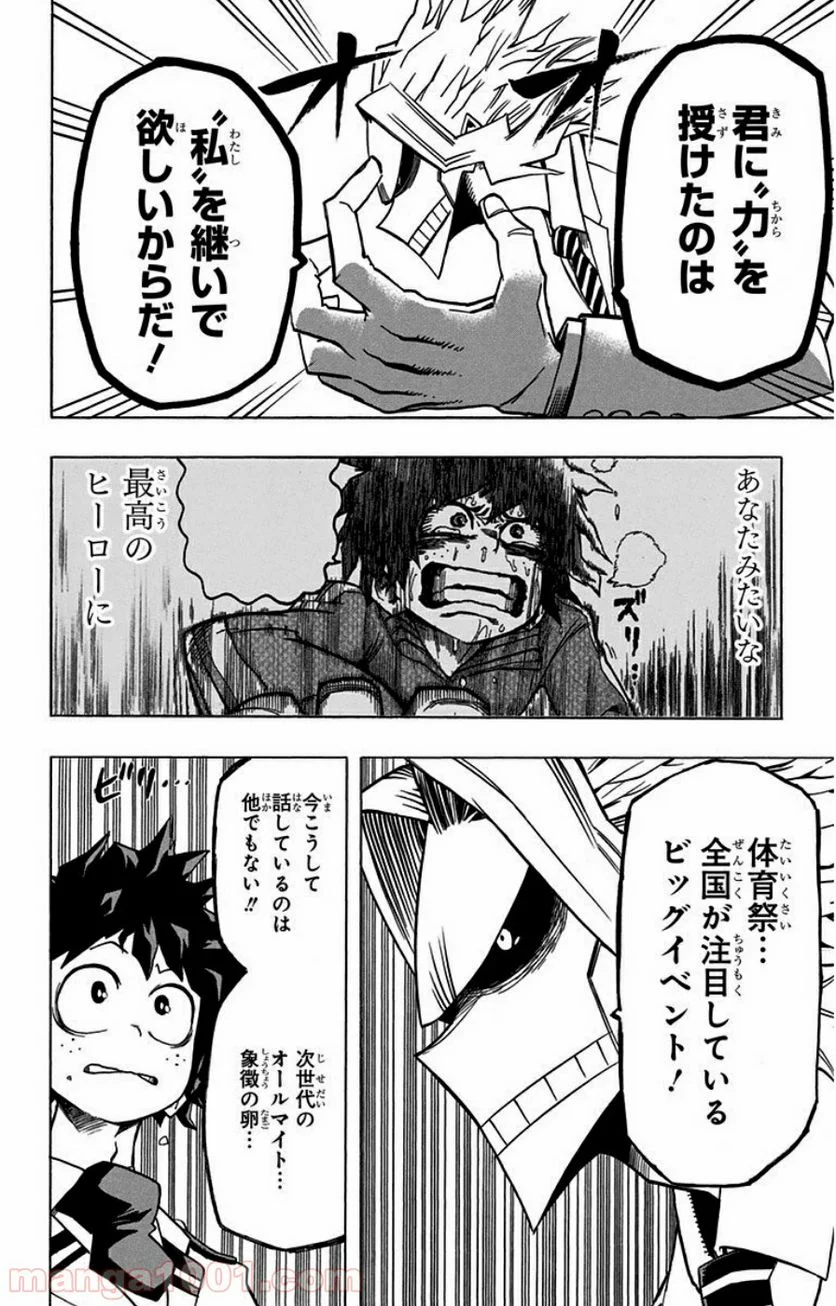 君に〝力〟を
授けたのは
〝私〟を継いで
欲しいからだ！
オオ
あなたみたいな
最高の
ヒーローに
ズリ…
体育祭…
全国が注目している
ビッグイベント！
今こうして
話しているのは
他でもない!!
次世代の
オールマイト…
象徴の卵…
ビリ…
manga1001.com